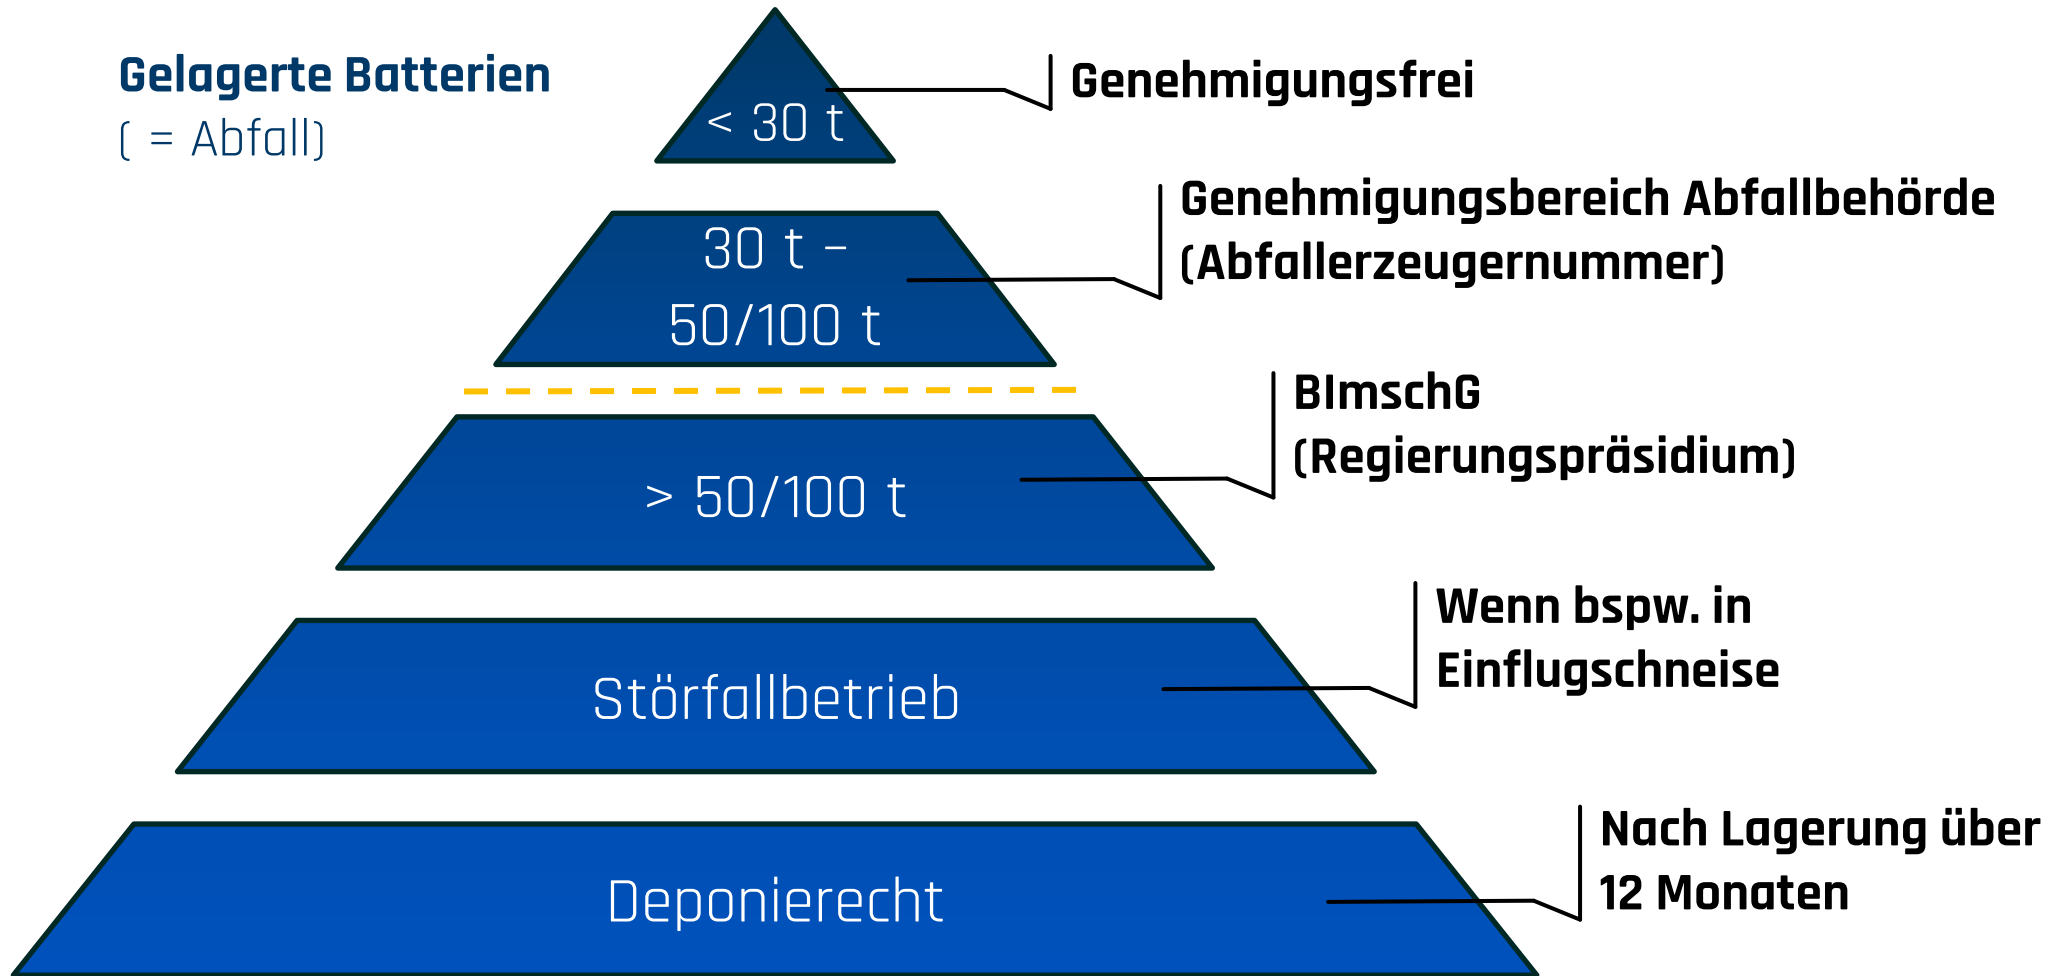 Gelagerte Batterien
( = Abfall)
< 30 t
Genehmigungsfrei
30 t –
50/100 t
Genehmigungsbereich Abfallbehörde
(Abfallerzeugernummer)
> 50/100 t
BImschG
(Regierungspräsidium)
Störfallbetrieb
Wenn bspw. in
Einflugschneise
Deponierecht
Nach Lagerung über
12 Monaten